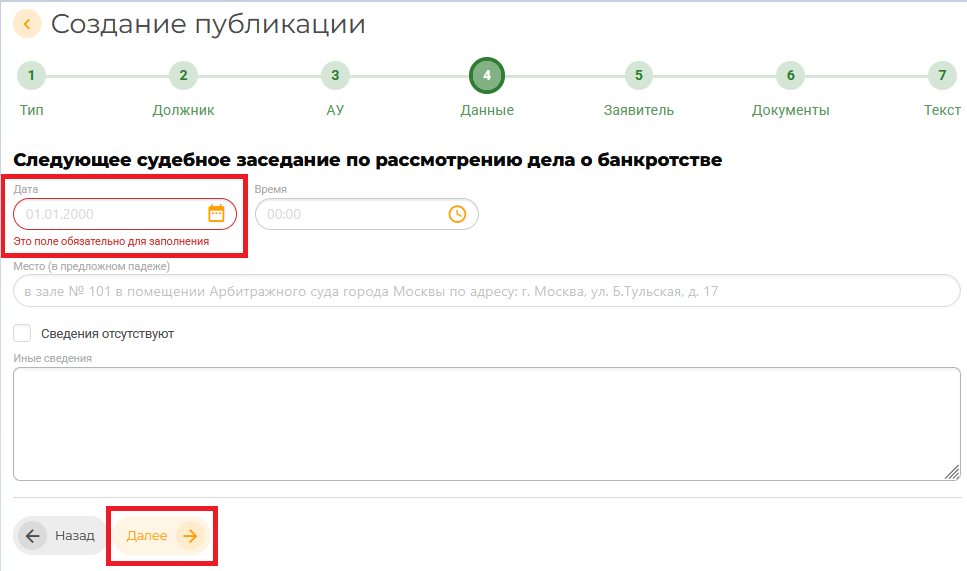 Создание публикации
1 2 3 4 5 6 7
Тип Должник АУ Данные Заявитель Документы Текст
Следующее судебное заседание по рассмотрению дела о банкротстве
Дата Время
01.01.2000 00:00
Это поле обязательно для заполнения
Место (в предложном падеже)
в зале № 101 в помещении Арбитражного суда города Москвы по адресу: г. Москва, ул. Б.Тульская, д. 17
Сведения отсутствуют
Иные сведения
Назад Далее